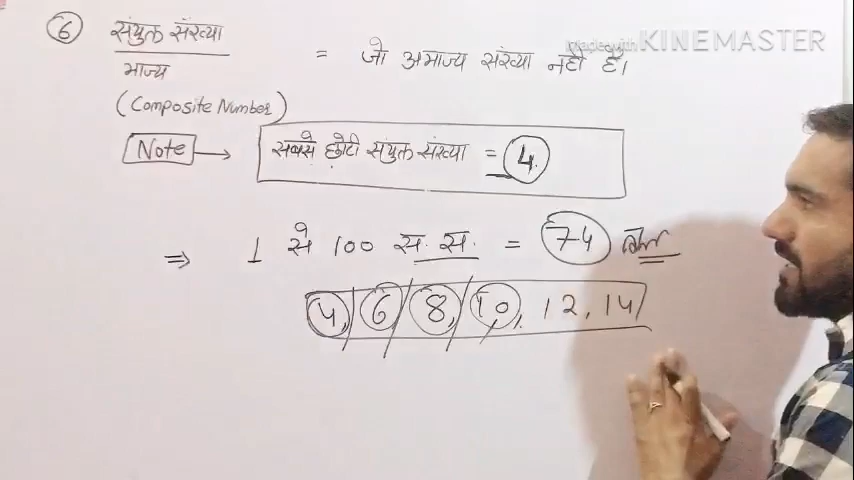 Made with KINEMASTER
⑥ संयुक्त संख्या = जो अभाज्य संख्या नही है।
भाज्य
(Composite Number)
Note → सबसे छोटी संयुक्त संख्या = 4
⇒ 1 से 100 स. स. = 74
4, 6, 8, 10, 12, 14